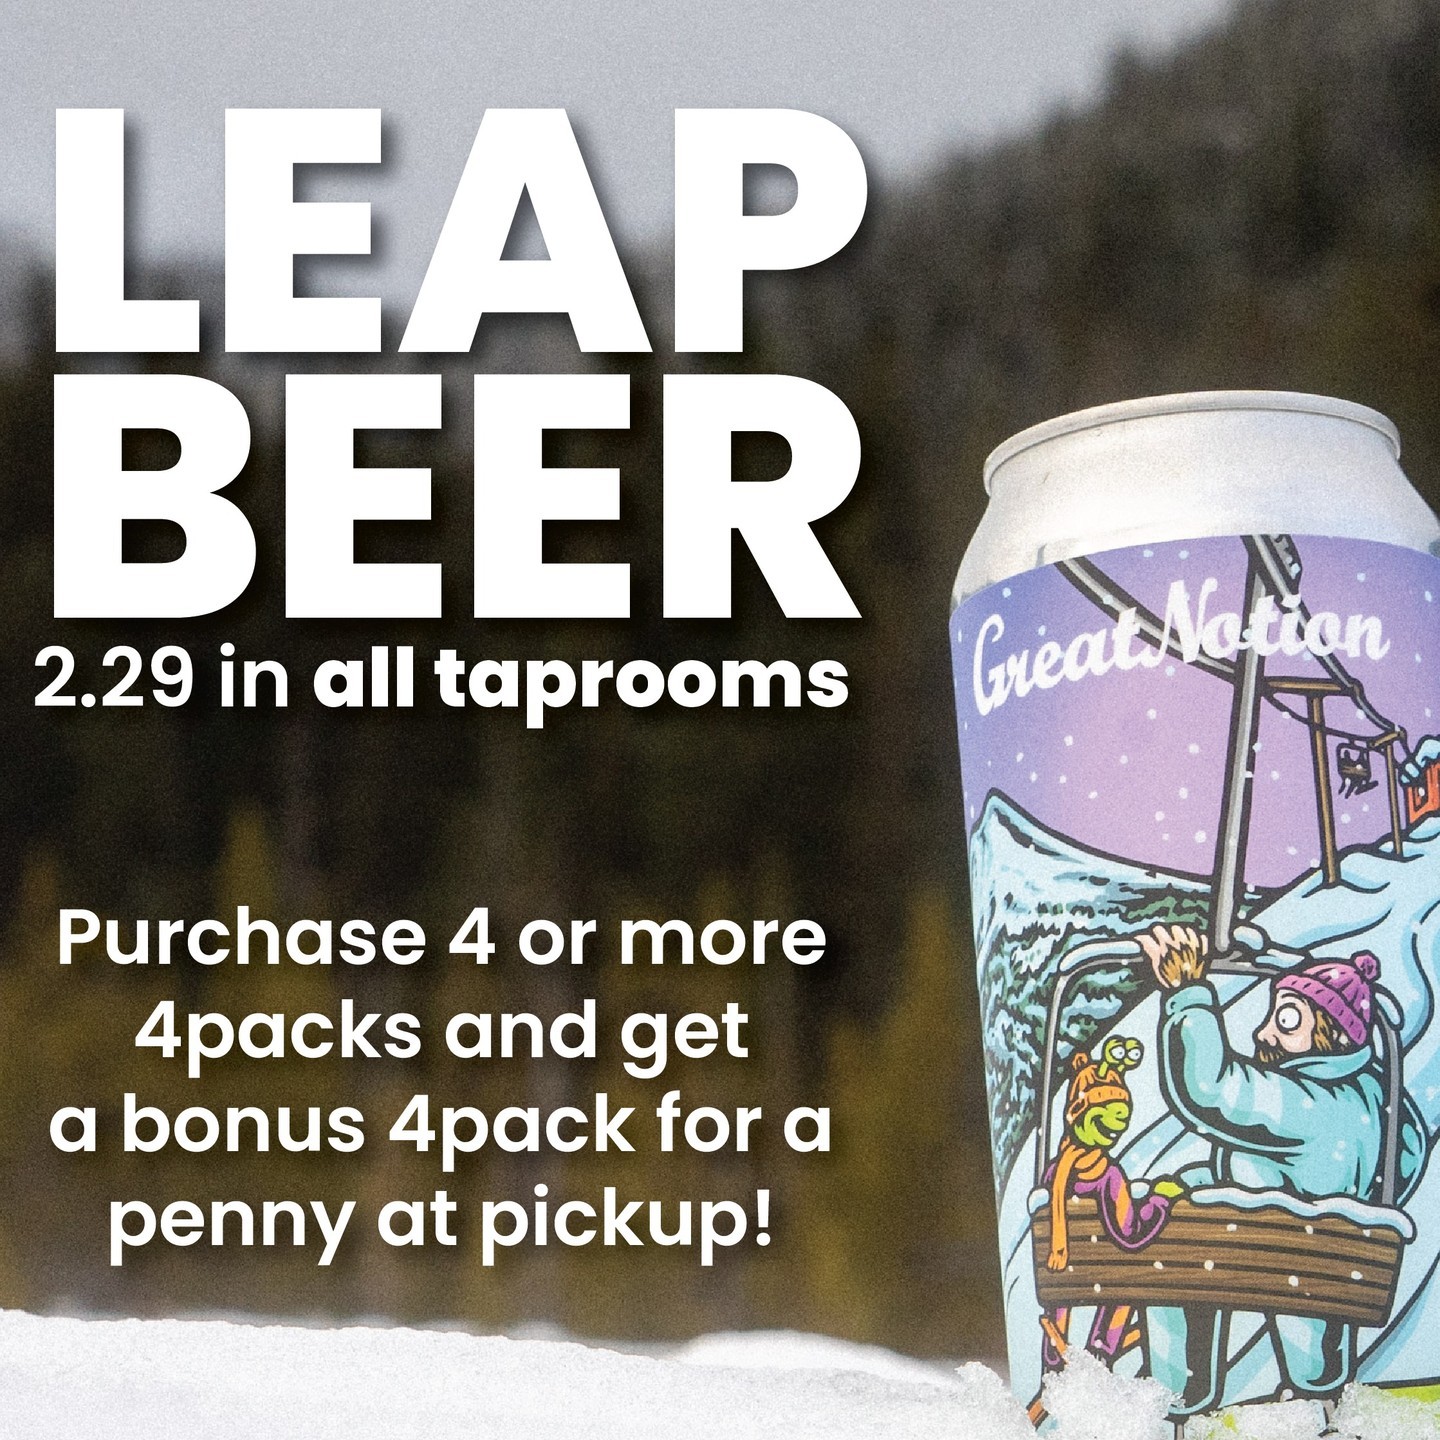 LEAP
BEER
2.29 in all taprooms
Purchase 4 or more
4packs and get
a bonus 4pack for a
penny at pickup!
Great Notion